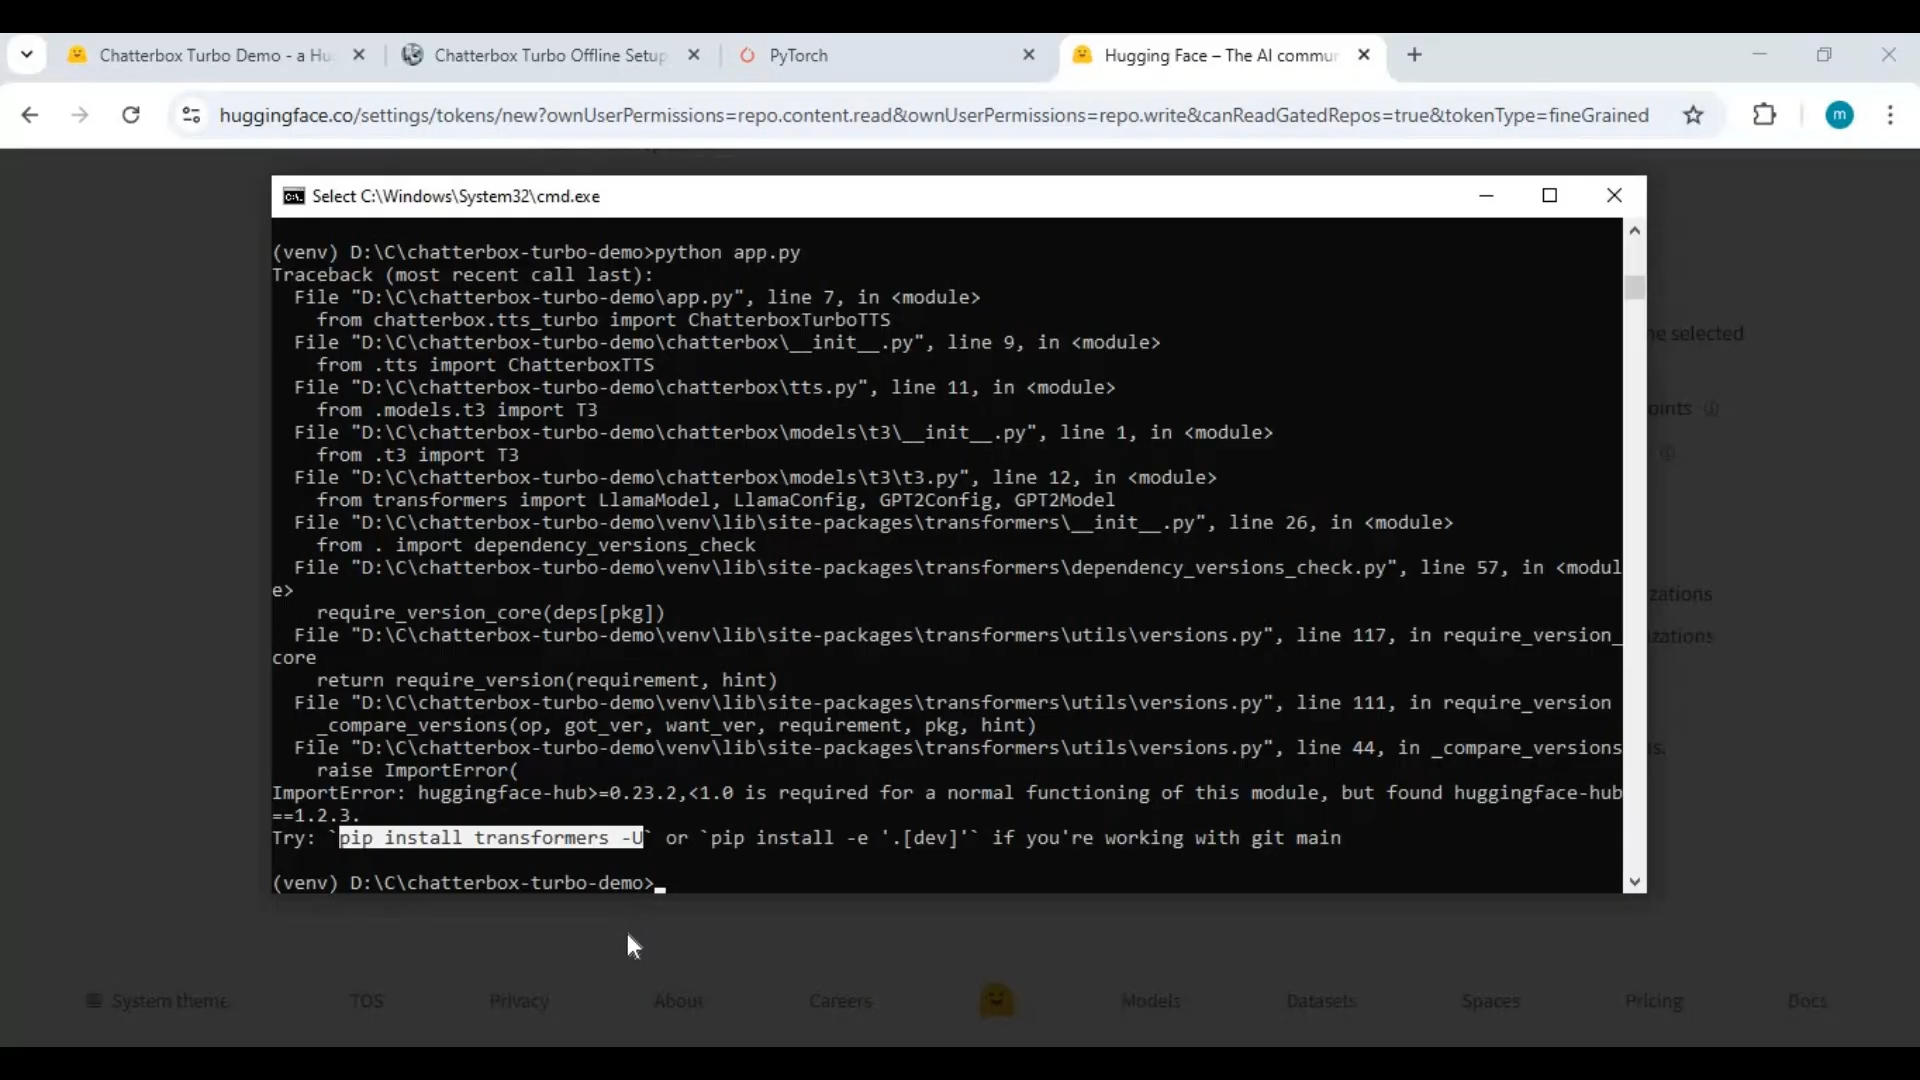 Chatterbox Turbo Demo - a Hu
Chatterbox Turbo Offline Setup
PyTorch
Hugging Face – The AI commun
huggingface.co/settings/tokens/new?ownUserPermissions=repo.content.read&ownUserPermissions=repo.write&canReadGatedRepos=true&tokenType=fineGrained
m
Select C:\Windows\System32\cmd.exe
(venv) D:\C\chatterbox-turbo-demo>python app.py
Traceback (most recent call last):
File "D:\C\chatterbox-turbo-demo\app.py", line 7, in <module>
from chatterbox.tts_turbo import ChatterboxTurboTTS
File "D:\C\chatterbox-turbo-demo\chatterbox\__init__.py", line 9, in <module>
from .tts import ChatterboxTTS
File "D:\C\chatterbox-turbo-demo\chatterbox\tts.py", line 11, in <module>
from .models.t3 import T3
File "D:\C\chatterbox-turbo-demo\chatterbox\models\t3\__init__.py", line 1, in <module>
from .t3 import T3
File "D:\C\chatterbox-turbo-demo\chatterbox\models\t3\t3.py", line 12, in <module>
from transformers import LlamaModel, LlamaConfig, GPT2Config, GPT2Model
File "D:\C\chatterbox-turbo-demo\venv\lib\site-packages\transformers\__init__.py", line 26, in <module>
from . import dependency_versions_check
File "D:\C\chatterbox-turbo-demo\venv\lib\site-packages\transformers\dependency_versions_check.py", line 57, in <modul
e>
require_version_core(deps[pkg])
File "D:\C\chatterbox-turbo-demo\venv\lib\site-packages\transformers\utils\versions.py", line 117, in require_version_
core
return require_version(requirement, hint)
File "D:\C\chatterbox-turbo-demo\venv\lib\site-packages\transformers\utils\versions.py", line 111, in require_version
_compare_versions(op, got_ver, want_ver, requirement, pkg, hint)
File "D:\C\chatterbox-turbo-demo\venv\lib\site-packages\transformers\utils\versions.py", line 44, in _compare_versions
raise ImportError(
ImportError: huggingface-hub>=0.23.2,<1.0 is required for a normal functioning of this module, but found huggingface-hub
==1.2.3.
Try: `pip install transformers -U` or `pip install -e '.[dev]'` if you're working with git main
(venv) D:\C\chatterbox-turbo-demo>
ne selected
oints
zations
zations
s.
System theme TOS Privacy About Careers Models Datasets Spaces Pricing Docs